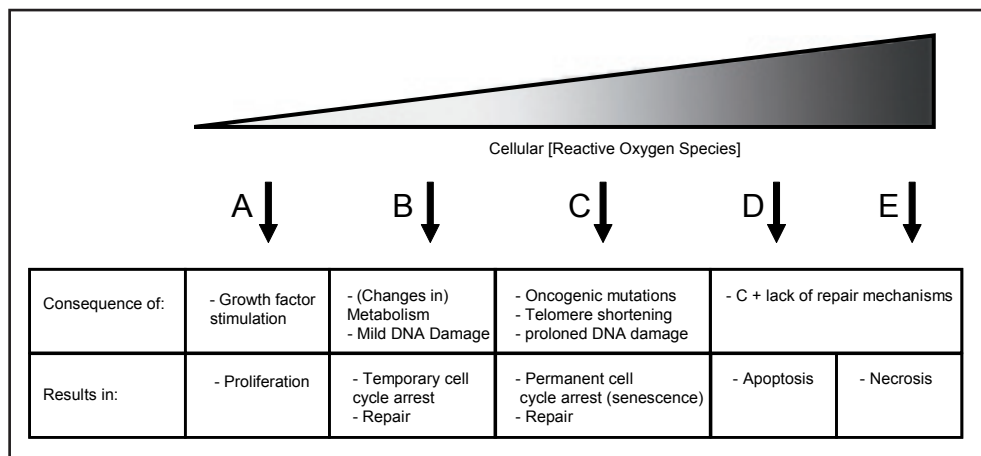 Cellular [Reactive Oxygen Species]
A
B
C
D
E
Consequence of:
- Growth factor
stimulation
- (Changes in)
Metabolism
- Mild DNA Damage
- Oncogenic mutations
- Telomere shortening
- proloned DNA damage
- C + lack of repair mechanisms
Results in:
- Proliferation
- Temporary cell
cycle arrest
- Repair
- Permanent cell
cycle arrest (senescence)
- Repair
- Apoptosis
- Necrosis